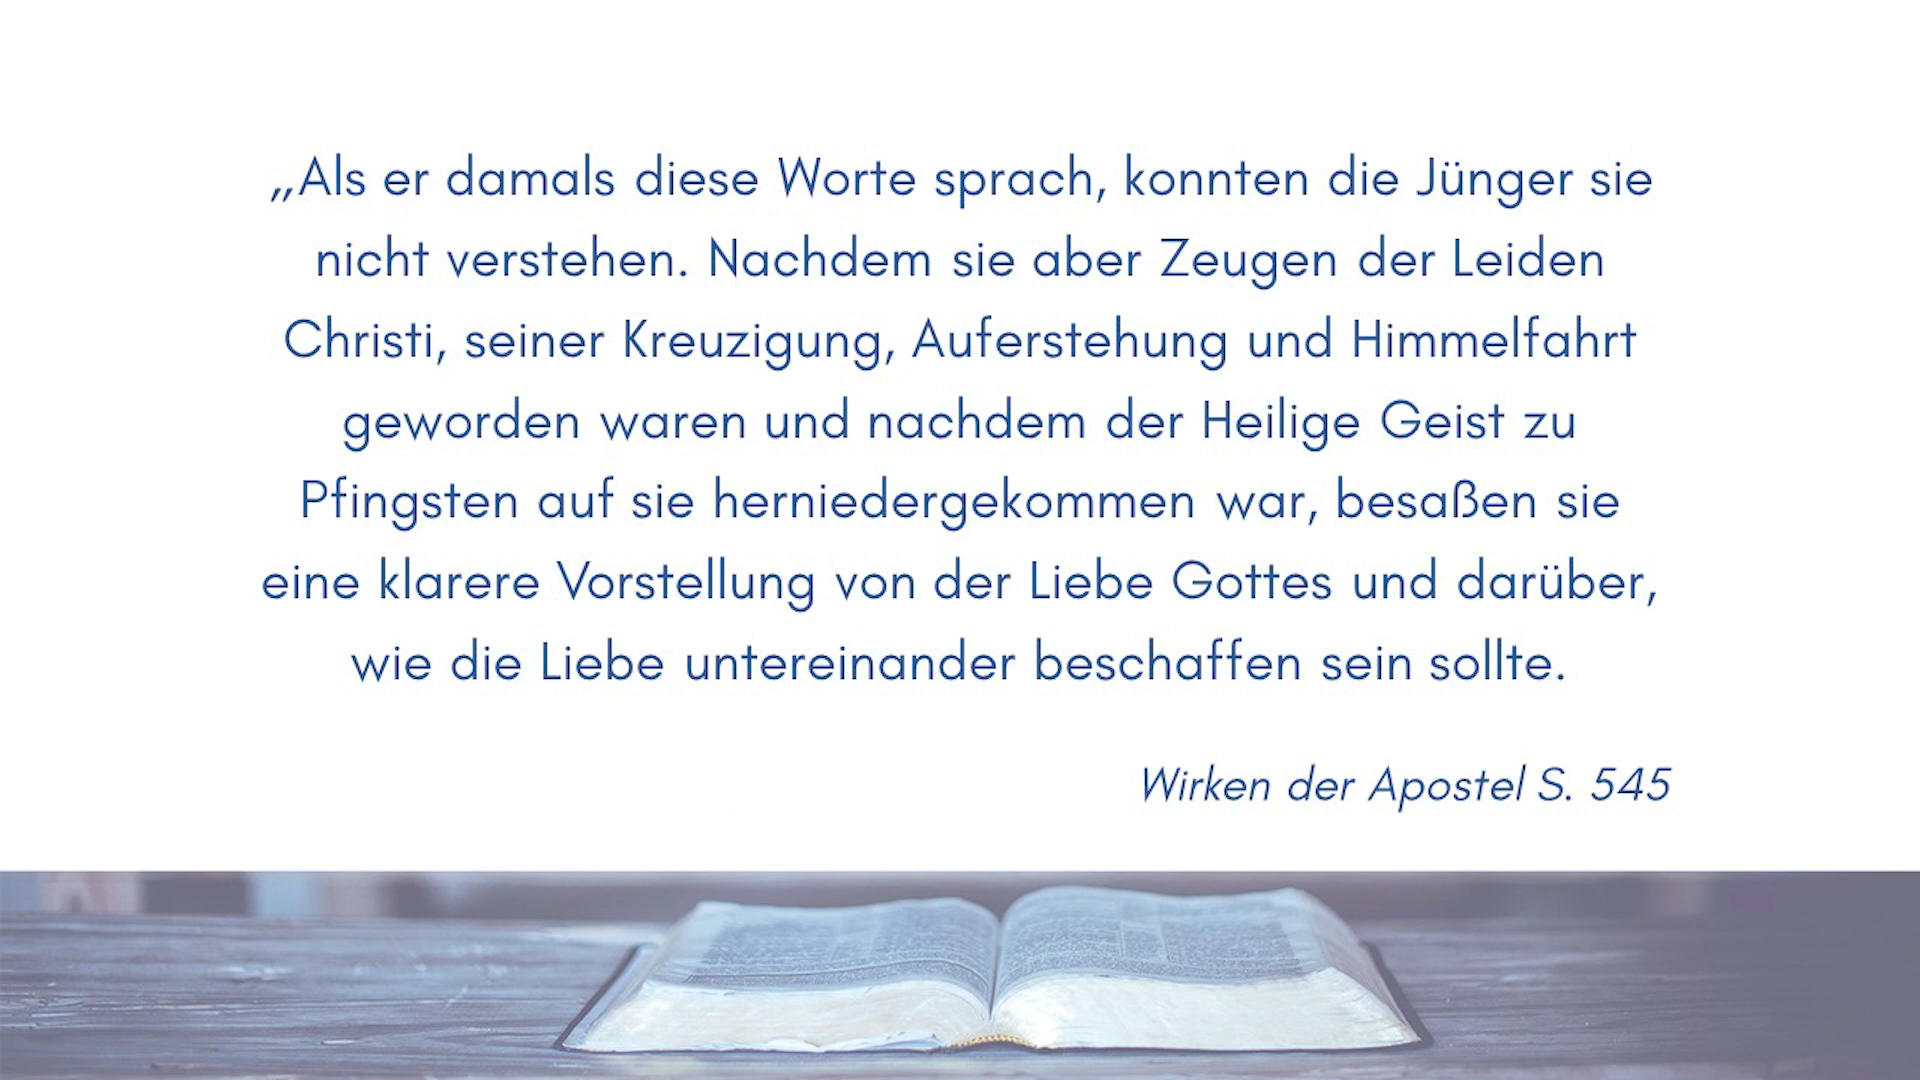 „Als er damals diese Worte sprach, konnten die Jünger sie
nicht verstehen. Nachdem sie aber Zeugen der Leiden
Christi, seiner Kreuzigung, Auferstehung und Himmelfahrt
geworden waren und nachdem der Heilige Geist zu
Pfingsten auf sie herniedergekommen war, besaßen sie
eine klarere Vorstellung von der Liebe Gottes und darüber,
wie die Liebe untereinander beschaffen sein sollte.
Wirken der Apostel S. 545